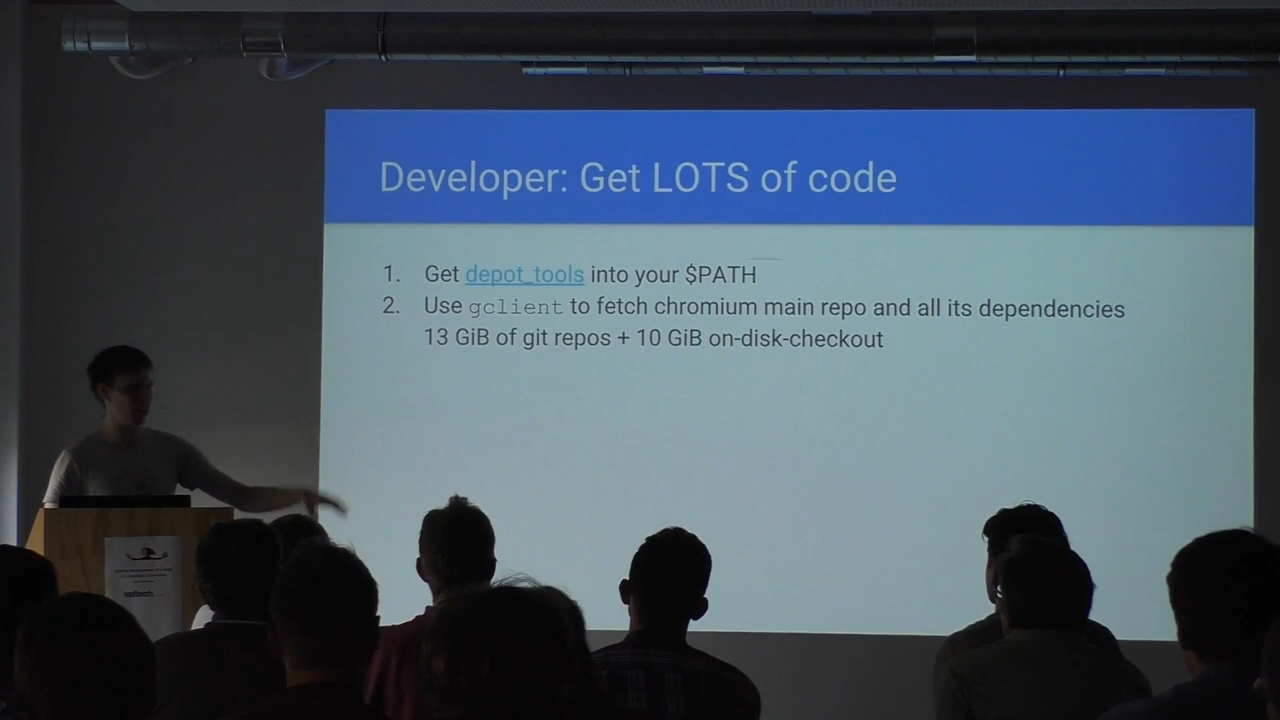 Developer: Get LOTS of code
1. Get depot_tools into your $PATH
2. Use gclient to fetch chromium main repo and all its dependencies
13 GiB of git repos + 10 GiB on-disk-checkout
valtech